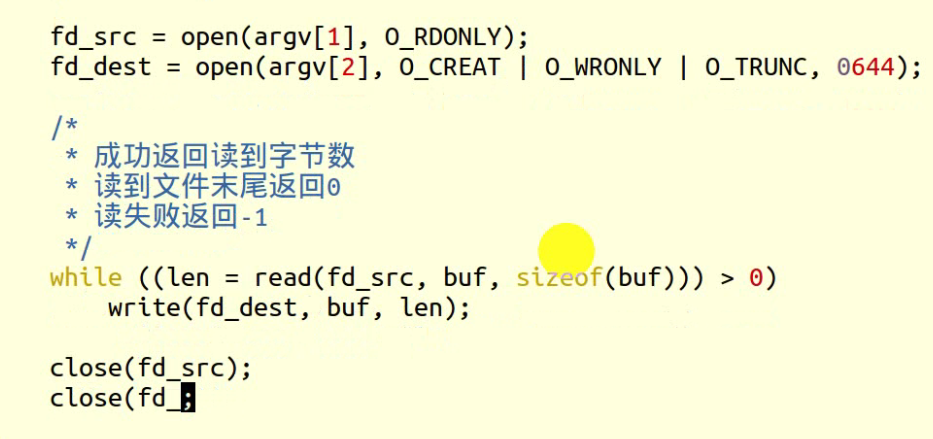 fd_src = open(argv[1], O_RDONLY);
fd_dest = open(argv[2], O_CREAT | O_WRONLY | O_TRUNC, 0644);
/*
* 成功返回读到字节数
* 读到文件末尾返回0
* 读失败返回-1
*/
while ((len = read(fd_src, buf, sizeof(buf))) > 0)
write(fd_dest, buf, len);
close(fd_src);
close(fd_;